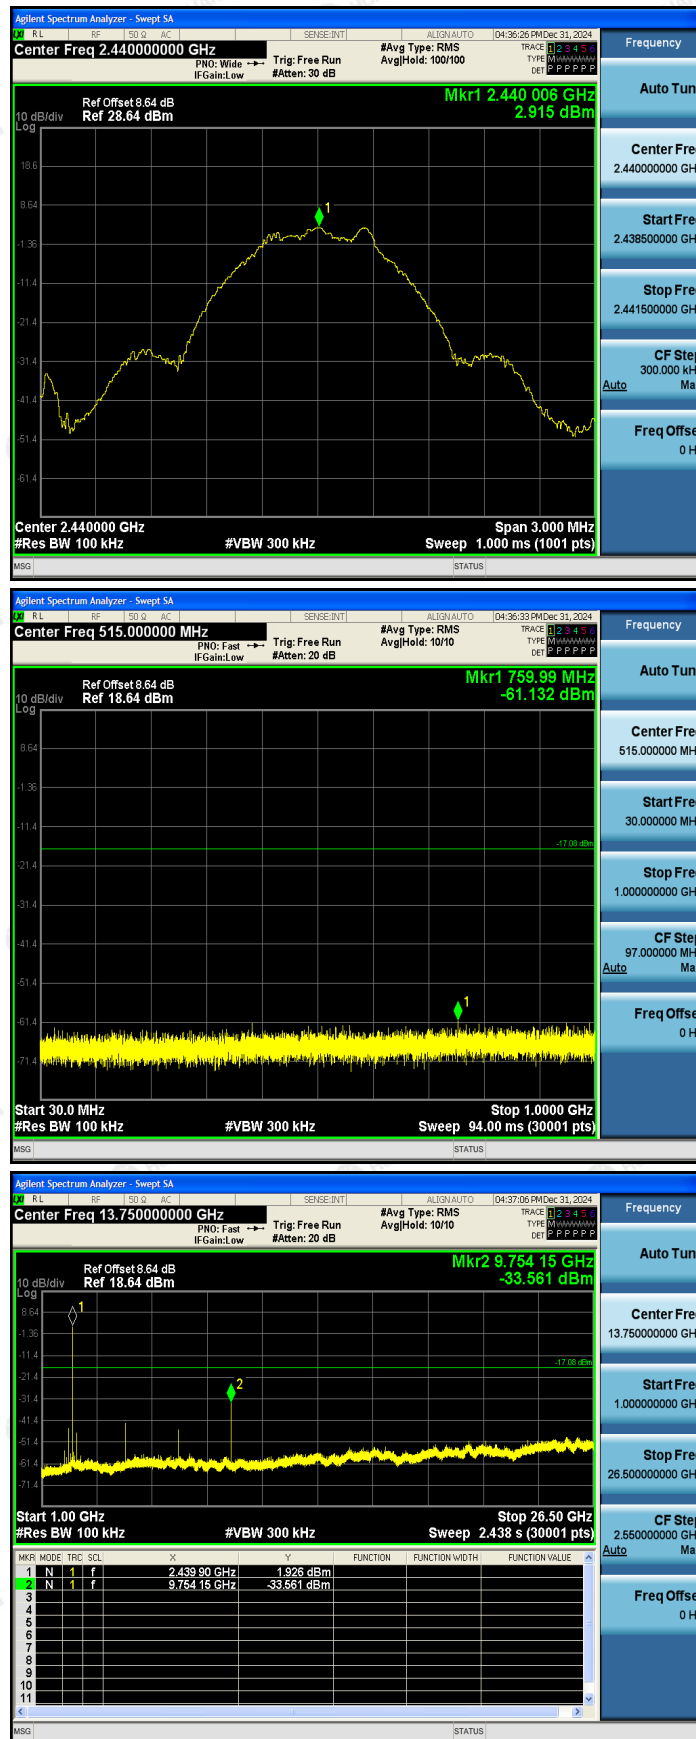 Agilent Spectrum Analyzer - Swept SA
LXI RL RF 50 Ω AC SENSE:INT ALIGNAUTO 04:36:26 PM Dec 31, 2024
Center Freq 2.440000000 GHz
PNO: Wide
IFGain:Low
Trig: Free Run
#Atten: 30 dB
#Avg Type: RMS
Avg|Hold: 100/100
TRACE 1 2 3 4 5 6
TYPE M
DET P P P P P P
Mkr1 2.440 006 GHz
2.915 dBm
Ref Offset 8.64 dB
10 dB/div Ref 28.64 dBm
Log
18.6
8.64
-1.36
-11.4
-21.4
-31.4
-41.4
-51.4
-61.4
1
Center 2.440000 GHz Span 3.000 MHz
#Res BW 100 kHz #VBW 300 kHz Sweep 1.000 ms (1001 pts)
MSG STATUS
Frequency
Auto Tun
Center Fre
2.440000000 GH
Start Fre
2.438500000 GH
Stop Fre
2.441500000 GH
CF Ste
300.000 kH
Auto Ma
Freq Offse
0 H
Agilent Spectrum Analyzer - Swept SA
LXI RL RF 50 Ω AC SENSE:INT ALIGNAUTO 04:36:33 PM Dec 31, 2024
Center Freq 515.000000 MHz
PNO: Fast
IFGain:Low
Trig: Free Run
#Atten: 20 dB
#Avg Type: RMS
Avg|Hold: 10/10
TRACE 1 2 3 4 5 6
TYPE M
DET P P P P P P
Mkr1 759.99 MHz
-61.132 dBm
Ref Offset 8.64 dB
10 dB/div Ref 18.64 dBm
Log
8.64
-1.36
-11.4
-21.4
-31.4
-41.4
-51.4
-61.4
-71.4
-17.08 dBm
1
Start 30.0 MHz Stop 1.0000 GHz
#Res BW 100 kHz #VBW 300 kHz Sweep 94.00 ms (30001 pts)
MSG STATUS
Frequency
Auto Tun
Center Fre
515.000000 MH
Start Fre
30.000000 MH
Stop Fre
1.000000000 GH
CF Ste
97.000000 MH
Auto Ma
Freq Offse
0 H
Agilent Spectrum Analyzer - Swept SA
LXI RL RF 50 Ω AC SENSE:INT ALIGNAUTO 04:37:06 PM Dec 31, 2024
Center Freq 13.750000000 GHz
PNO: Fast
IFGain:Low
Trig: Free Run
#Atten: 20 dB
#Avg Type: RMS
Avg|Hold: 10/10
TRACE 1 2 3 4 5 6
TYPE M
DET P P P P P P
Mkr2 9.754 15 GHz
-33.561 dBm
Ref Offset 8.64 dB
10 dB/div Ref 18.64 dBm
Log
8.64
-1.36
-11.4
-21.4
-31.4
-41.4
-51.4
-61.4
-71.4
-17.08 dBm
1
2
Start 1.00 GHz Stop 26.50 GHz
#Res BW 100 kHz #VBW 300 kHz Sweep 2.438 s (30001 pts)
MKR MODE TRC SCL X Y FUNCTION FUNCTION WIDTH FUNCTION VALUE
1 N 1 f 2.439 90 GHz 1.926 dBm
2 N 1 f 9.754 15 GHz -33.561 dBm
3
4
5
6
7
8
9
10
11
MSG STATUS
Frequency
Auto Tun
Center Fre
13.750000000 GH
Start Fre
1.000000000 GH
Stop Fre
26.500000000 GH
CF Ste
2.550000000 GH
Auto Ma
Freq Offse
0 H